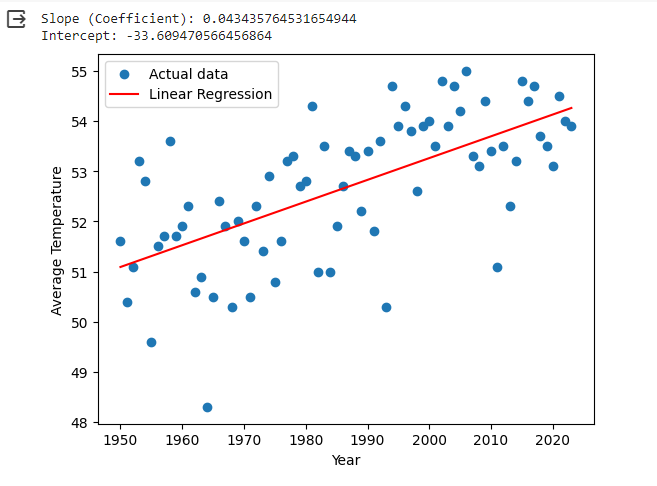 Slope (Coefficient): 0.043435764531654944
Intercept: -33.609470566456864
55
54
53
52
51
50
49
48
Average Temperature
Actual data
Linear Regression
1950 1960 1970 1980 1990 2000 2010 2020
Year